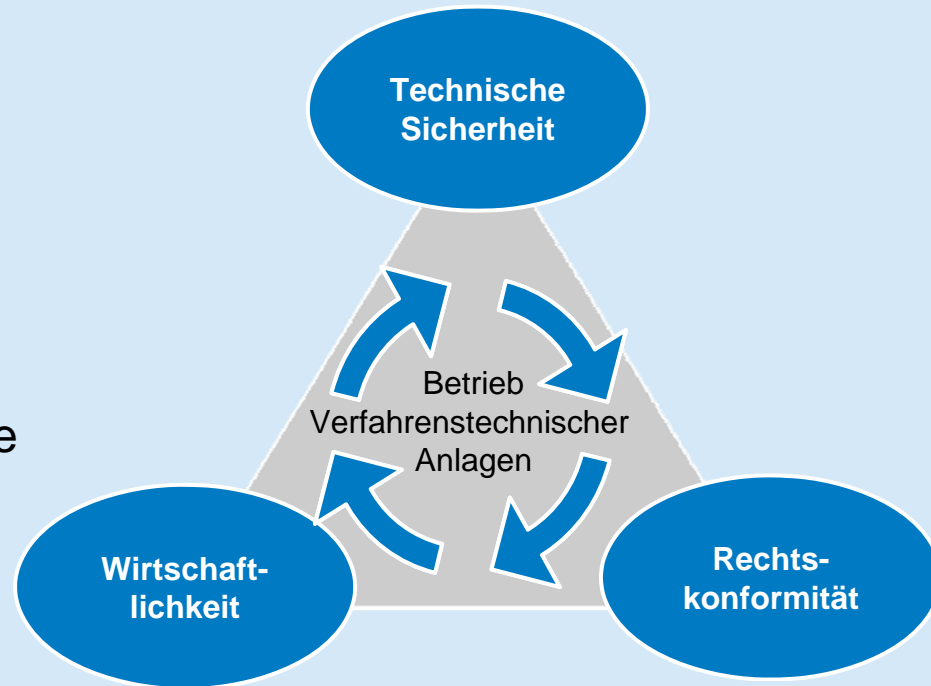 Technische
Sicherheit
Betrieb
Verfahrenstechnischer
Anlagen
e
Wirtschaft-
lichkeit
Rechts-
konformität